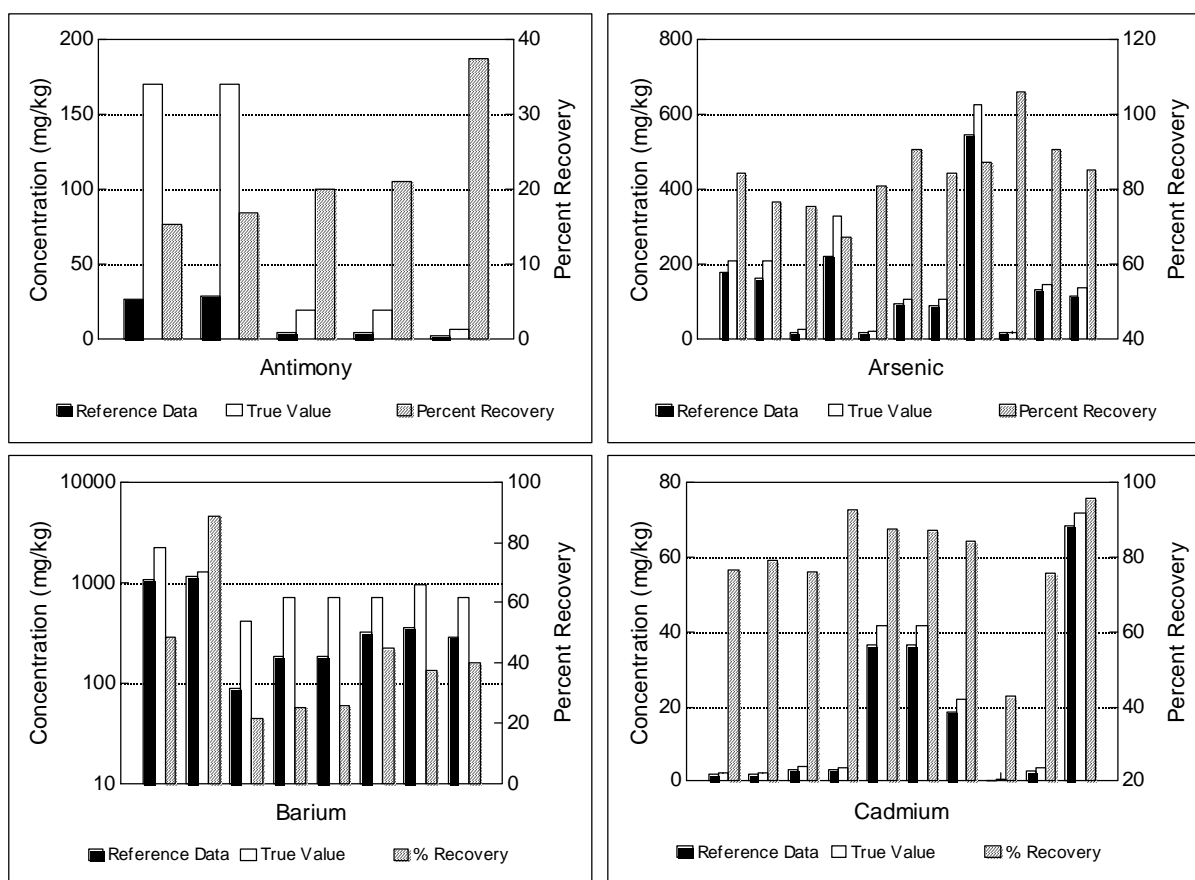 200
150
100
50
0
Concentration (mg/kg)
40
30
20
10
0
Percent Recovery
Antimony
Reference Data True Value Percent Recovery
800
600
400
200
0
Concentration (mg/kg)
120
100
80
60
40
Percent Recovery
Arsenic
Reference Data True Value Percent Recovery
10000
1000
100
10
Concentration (mg/kg)
100
80
60
40
20
0
Percent Recovery
Barium
Reference Data True Value % Recovery
80
60
40
20
0
Concentration (mg/kg)
100
80
60
40
20
Percent Recovery
Cadmium
Reference Data True Value % Recovery